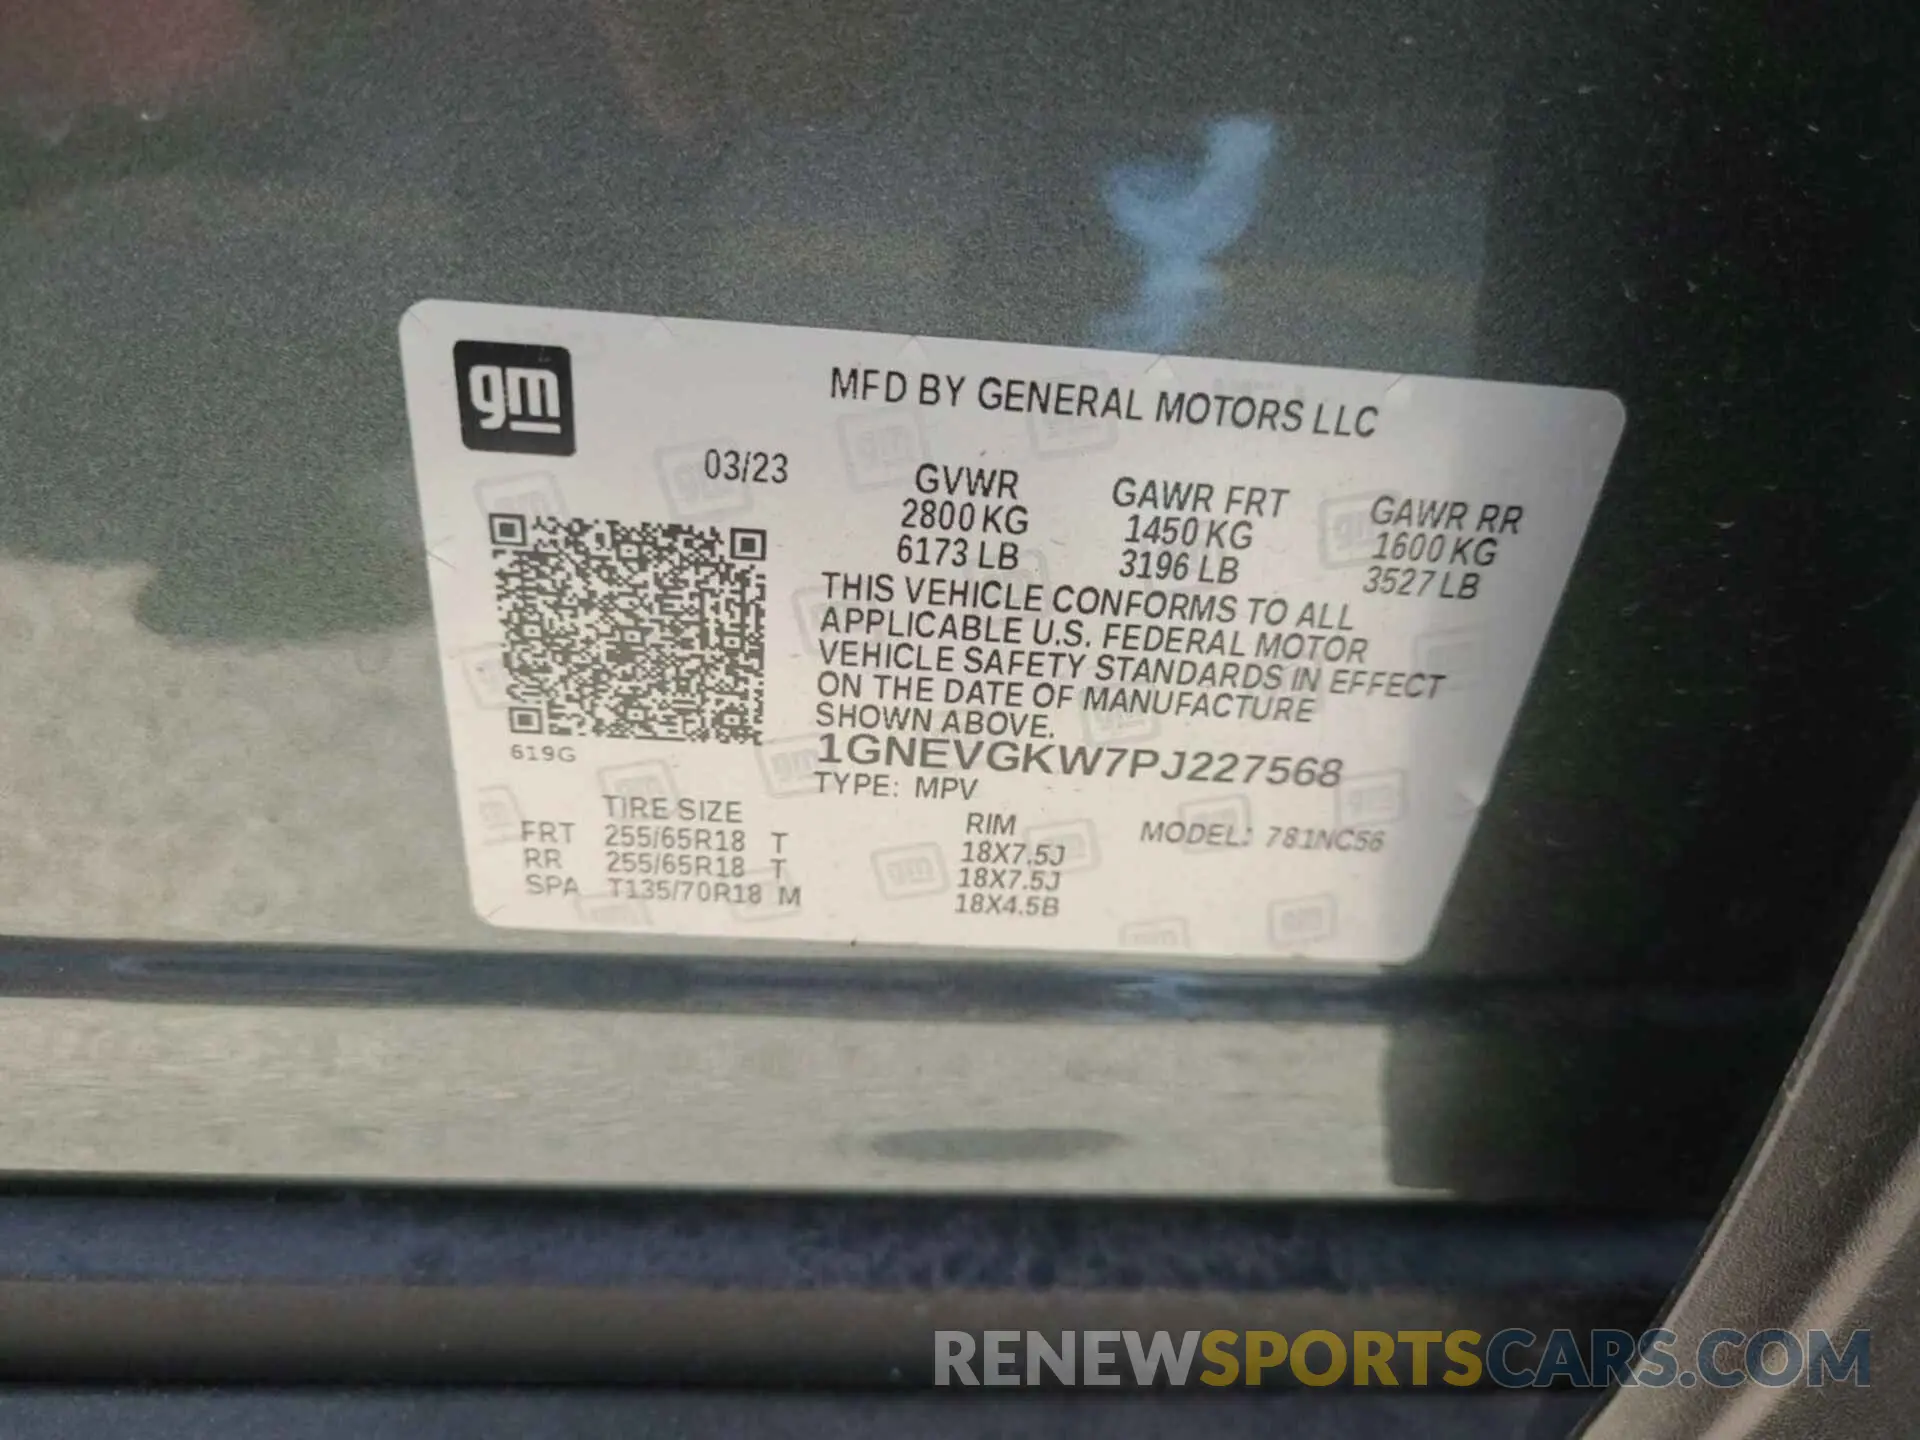 gm
MFD BY GENERAL MOTORS LLC
03/23
GVWR GAWR FRT GAWR RR
2800 KG 1450 KG 1600 KG
6173 LB 3196 LB 3527 LB
THIS VEHICLE CONFORMS TO ALL
APPLICABLE U.S. FEDERAL MOTOR
VEHICLE SAFETY STANDARDS IN EFFECT
ON THE DATE OF MANUFACTURE
SHOWN ABOVE.
619G
1GNEVGKW7PJ227568
TYPE: MPV
TIRE SIZE RIM MODEL: 781NC56
FRT 255/65R18 T 18X7.5J
RR 255/65R18 T 18X7.5J
SPA T135/70R18 M 18X4.5B
RENEWSPORTSCARS.COM